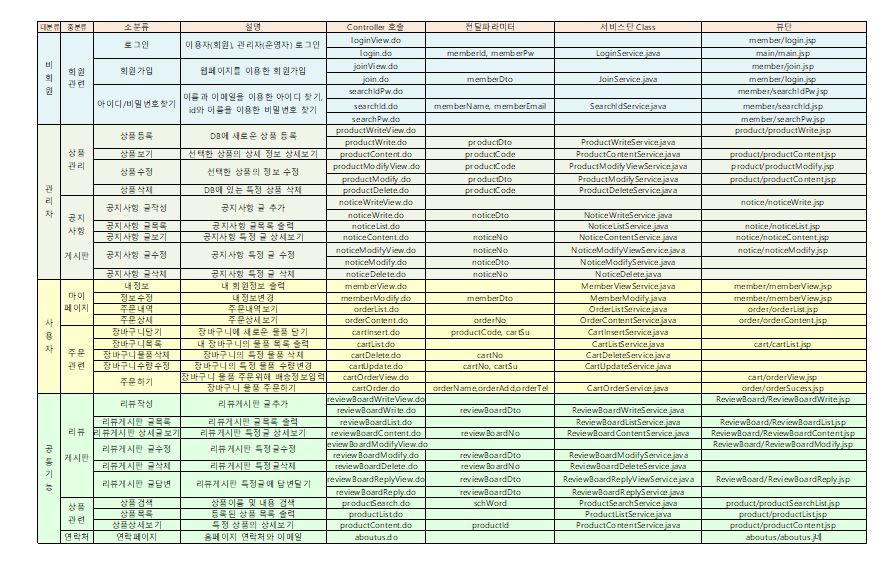 대분류 중분류 소분류 설명 Controller 호출 전달파라미터 서비스단 Class 뷰단
비회원 회원관련 로그인 이용자(회원), 관리자(운영자) 로그인 loginView.do member/login.jsp
login.do memberId, memberPw LoginService.java main/main.jsp
회원가입 웹페이지를 이용한 회원가입 joinView.do member/join.jsp
join.do memberDto JoinService.java member/login.jsp
아이디/비밀번호찾기 이름과 이메일을 이용한 아이디 찾기, id와 이름을 이용한 비밀번호 찾기 searchIdPw.do member/searchIdPw.jsp
searchId.do memberName, memberEmail SearchIdService.java member/searchId.jsp
searchPw.do member/searchPw.jsp
관리자 상품관리 상품등록 DB에 새로운 상품 등록 productWriteView.do product/productWrite.jsp
productWrite.do productDto ProductWriteService.java
상품보기 선택한 상품의 상세 정보 상세보기 productContent.do productCode ProductContentService.java product/productContent.jsp
상품수정 선택한 상품의 정보 수정 productModifyView.do productCode ProductModifyViewService.java product/productModify.jsp
productModify.do productDto ProductModifyService.java
상품삭제 DB에 있는 특정 상품 삭제 productDelete.do productCode ProductDeleteService.java
공지사항 게시판 공지사항 글작성 공지사항 글 추가 noticeWriteView.do notice/noticeWrite.jsp
noticeWrite.do noticeDto NoticeWriteService.java
공지사항 글목록 공지사항 글목록 출력 noticeList.do NoticeListService.java notice/noticeList.jsp
공지사항 글보기 공지사항 특정 글 상세보기 noticeContent.do noticeNo NoticeContentService.java notice/noticeContent.jsp
공지사항 글수정 공지사항 특정 글 수정 noticeModifyView.do noticeNo NoticeModifyViewService.java notice/noticeModify.jsp
noticeModify.do noticeDto NoticeModifyService.java
공지사항 글삭제 공지사항 특정 글 삭제 noticeDelete.do noticeNo NoticeDelete.java
사용자 마이페이지 내정보 내 회원정보 출력 memberView.do MemberViewService.java member/memberView.jsp
정보수정 내정보변경 memberModify.do memberDto MemberModify.java member/memberModify.jsp
주문내역 주문내역보기 orderList.do OrderListService.java order/orderList.jsp
주문상세 주문상세보기 orderContent.do orderNo OrderContentService.java order/orderContent.jsp
주문관련 장바구니담기 장바구니에 새로운 물품 담기 cartInsert.do productCode, cartSu CartInsertService.java
장바구니목록 내 장바구니의 물품 목록 출력 cartList.do CartListService.java cart/cartList.jsp
장바구니물품삭제 장바구니의 특정 물품 삭제 cartDelete.do cartNo CartDeleteService.java
장바구니수량수정 장바구니의 특정 물품 수량변경 cartUpdate.do cartNo, cartSu CartUpdateService.java
주문하기 장바구니 물품 주문위해 배송정보입력 cartOrderView.do cart/orderView.jsp
장바구니 물품 주문하기 cartOrder.do orderName,orderAdd,orderTel CartOrderService.java order/orderSucess.jsp
공통기능 리뷰게시판 리뷰작성 리뷰게시판 글추가 reviewBoardWriteView.do ReviewBoard/ReviewBoardWrite.jsp
reviewBoardWrite.do reviewBoardDto ReviewBoardWriteService.java
리뷰게시판 글목록 리뷰게시판 글목록 출력 reviewBoardList.do ReviewBoardListService.java ReviewBoard/ReviewBoardList.jsp
리뷰게시판 상세글보기 리뷰게시판 특정글 상세보기 reviewBoardContent.do reviewBoardNo ReviewBoardContentService.java ReviewBoard/ReviewBoardContent.jsp
리뷰게시판 글수정 리뷰게시판 특정글수정 reviewBoardModifyView.do ReviewBoard/ReviewBoardModify.jsp
reviewBoardModify.do reviewBoardDto ReviewBoardModifyService.java
리뷰게시판 글삭제 리뷰게시판 특정글삭제 reviewBoardDelete.do reviewBoardNo ReviewBoardDeleteService.java
리뷰게시판 글답변 리뷰게시판 특정글에 답변달기 reviewBoardReplyView.do reviewBoardDto ReviewBoardReplyViewService.java ReviewBoard/ReviewBoardReply.jsp
reviewBoardReply.do reviewBoardDto ReviewBoardReplyService.java
상품관련 상품검색 상품이름 및 내용 검색 productSearch.do schWord ProductSearchService.java product/productSearchList.jsp
상품목록 등록된 상품 목록 출력 productList.do ProductListService.java product/productList.jsp
상품상세보기 특정 상품의 상세보기 productContent.do productId ProductContentService.java product/productContent.jsp
연락처 연락페이지 홈페이지 연락처와 이메일 aboutus.do